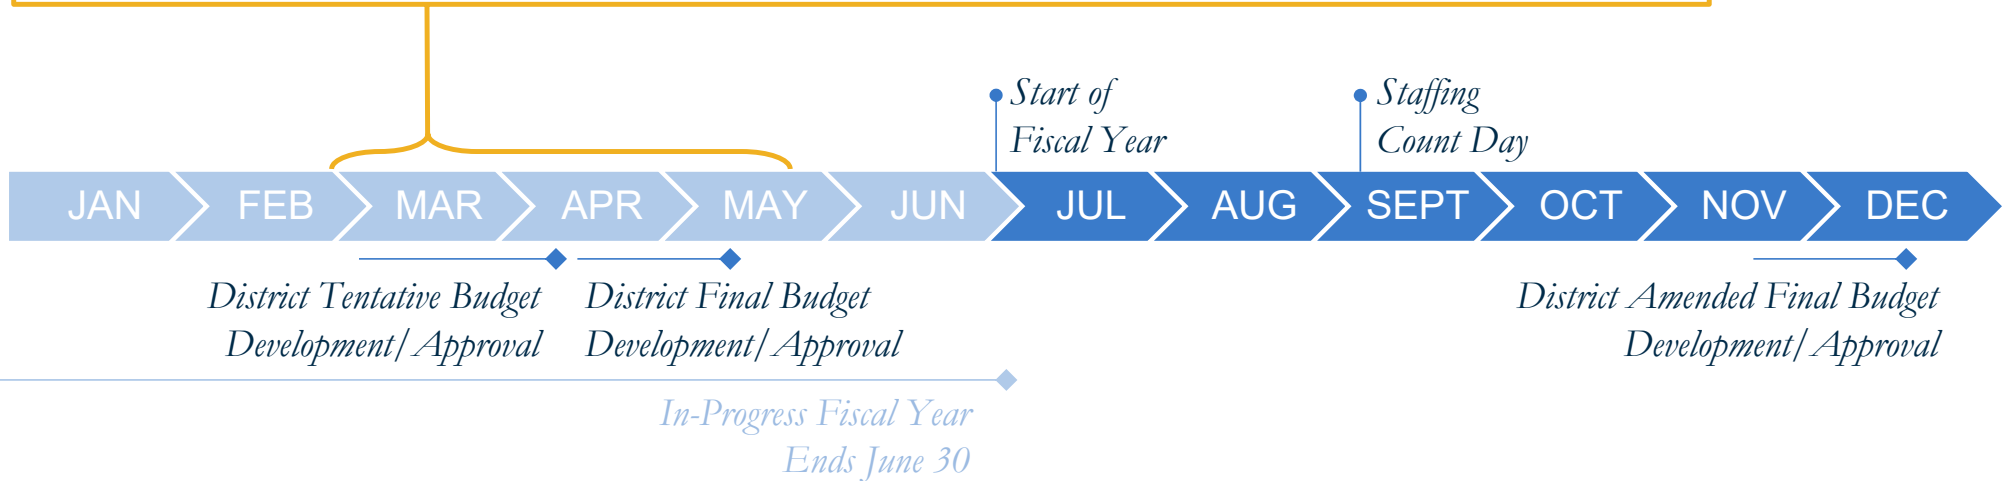 Start of
Fiscal Year
Staffing
Count Day
JAN FEB MAR APR MAY JUN JUL AUG SEPT OCT NOV DEC
District Tentative Budget
Development/Approval
District Final Budget
Development/Approval
District Amended Final Budget
Development/Approval
In-Progress Fiscal Year
Ends June 30